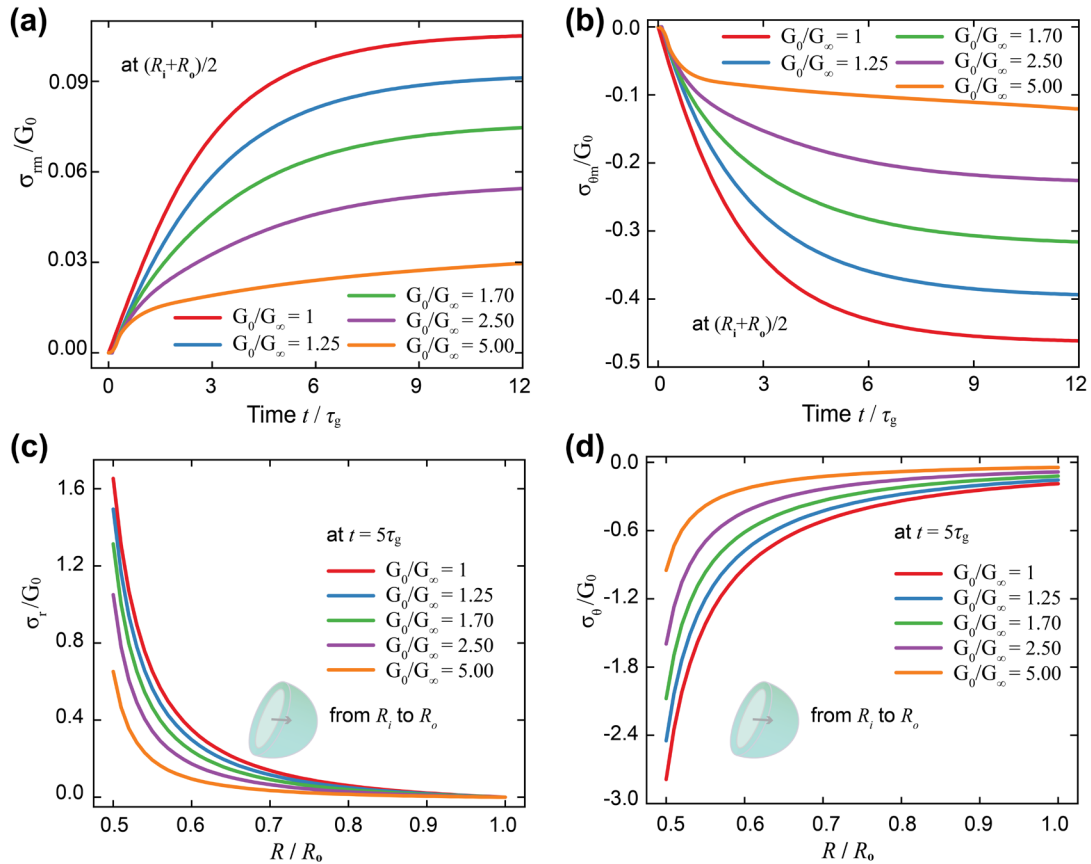 (a)
σrm /G0
0.09
0.06
0.03
0.00
at (Ri+Ro)/2
G0/G∞ = 1
G0/G∞ = 1.25
G0/G∞ = 1.70
G0/G∞ = 2.50
G0/G∞ = 5.00
0 3 6 9 12
Time t / τg
(b)
σθm/G0
-0.0
-0.1
-0.2
-0.3
-0.4
-0.5
G0/G∞ = 1
G0/G∞ = 1.25
G0/G∞ = 1.70
G0/G∞ = 2.50
G0/G∞ = 5.00
at (Ri+Ro)/2
0 3 6 9 12
Time t / τg
(c)
σr/G0
1.6
1.2
0.8
0.4
0.0
at t = 5τg
G0/G∞ = 1
G0/G∞ = 1.25
G0/G∞ = 1.70
G0/G∞ = 2.50
G0/G∞ = 5.00
from Ri to Ro
0.5 0.6 0.7 0.8 0.9 1.0
R / Ro
(d)
σθ/G0
0.0
-0.6
-1.2
-1.8
-2.4
-3.0
at t = 5τg
G0/G∞ = 1
G0/G∞ = 1.25
G0/G∞ = 1.70
G0/G∞ = 2.50
G0/G∞ = 5.00
from Ri to Ro
0.5 0.6 0.7 0.8 0.9 1.0
R / Ro